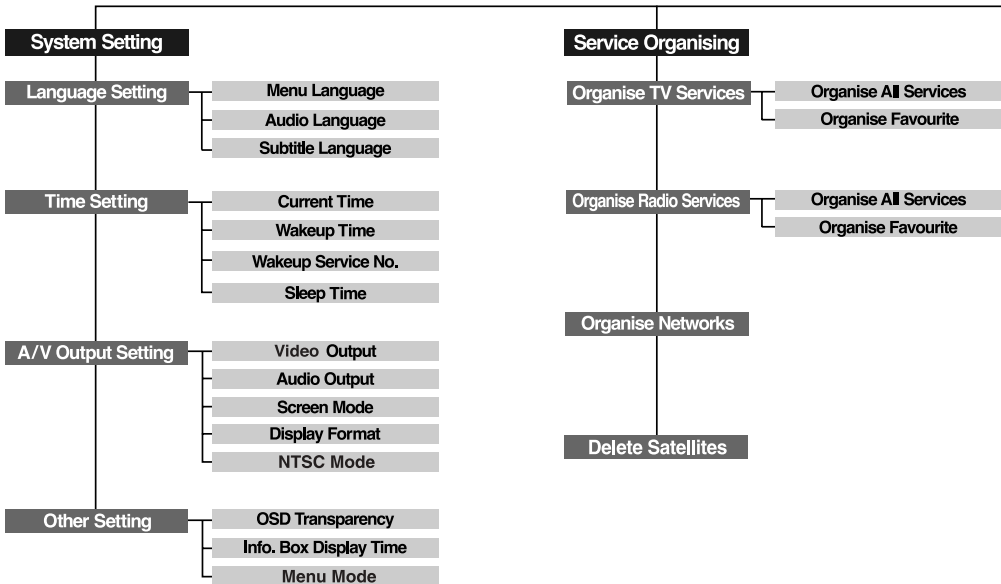 System Setting
Language Setting
Menu Language
Audio Language
Subtitle Language
Time Setting
Current Time
Wakeup Time
Wakeup Service No.
Sleep Time
A/V Output Setting
Video Output
Audio Output
Screen Mode
Display Format
NTSC Mode
Other Setting
OSD Transparency
Info. Box Display Time
Menu Mode
Service Organising
Organise TV Services
Organise All Services
Organise Favourite
Organise Radio Services
Organise All Services
Organise Favourite
Organise Networks
Delete Satellites